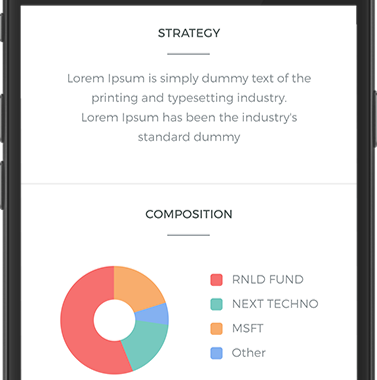 STRATEGY
Lorem Ipsum is simply dummy text of the
printing and typesetting industry.
Lorem Ipsum has been the industry's
standard dummy
COMPOSITION
RNLD FUND
NEXT TECHNO
MSFT
Other